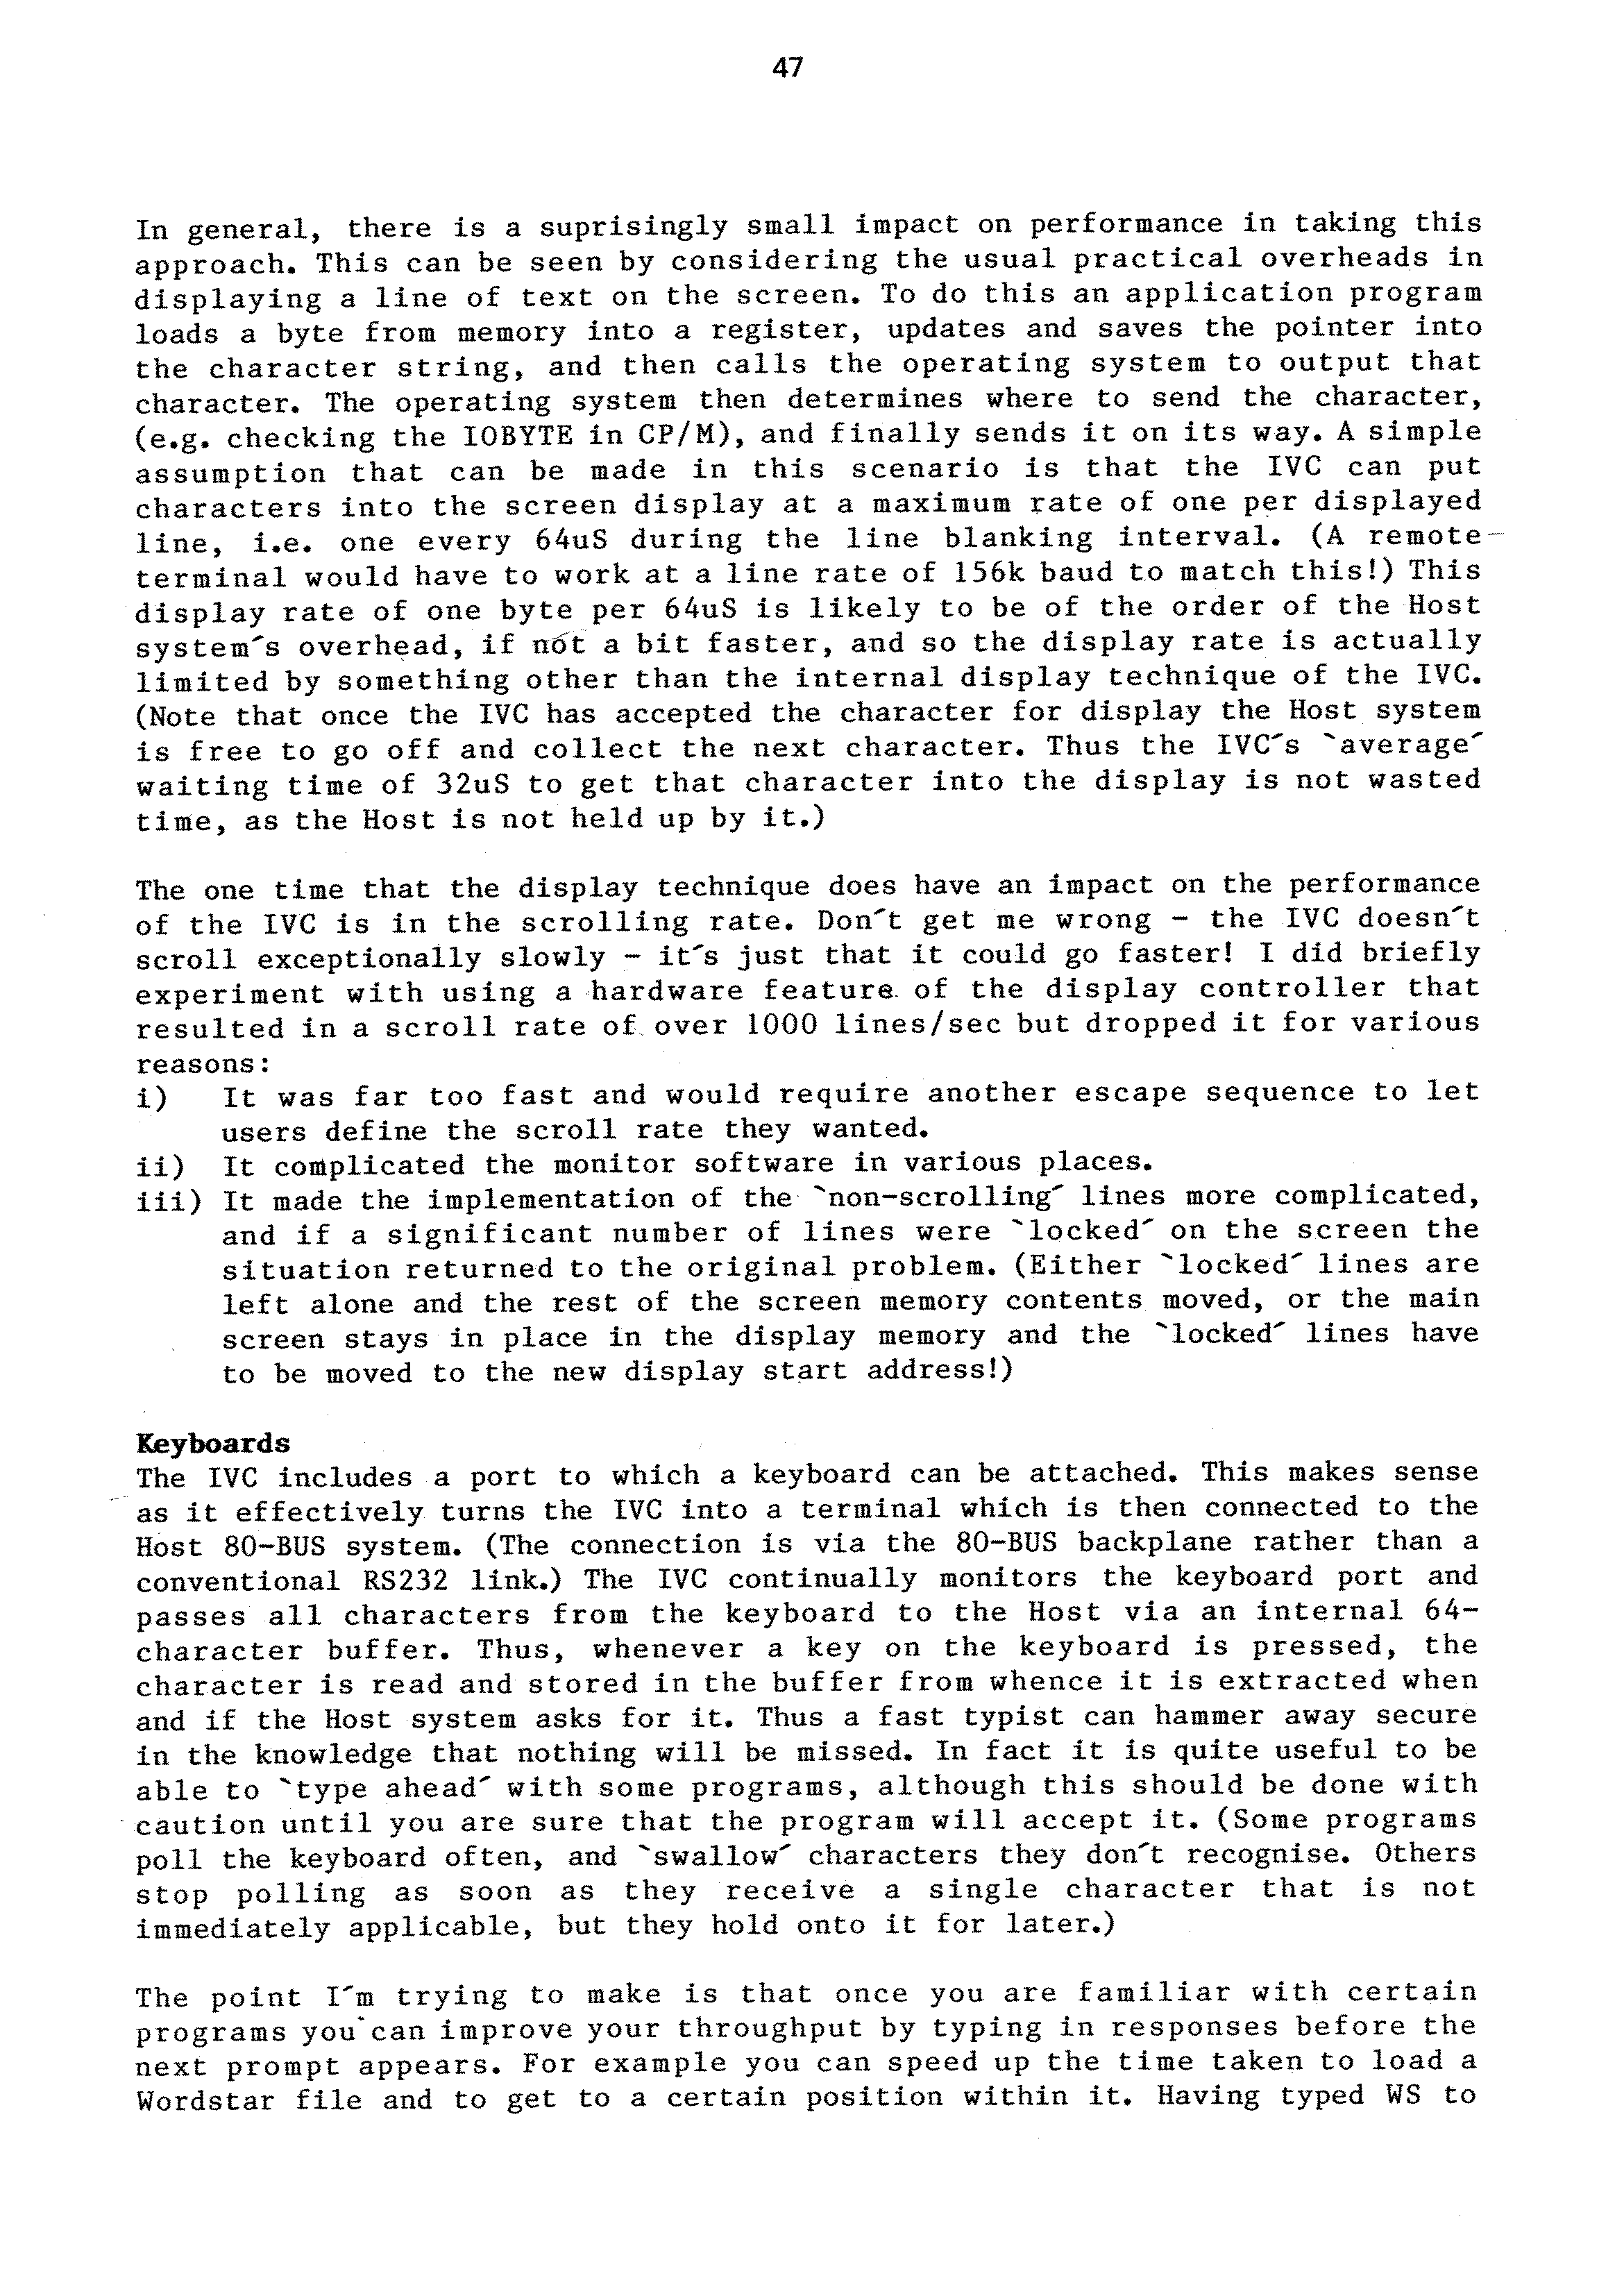 47
In general, there is a suprisingly small impact on performance in taking this
approach. This can be seen by considering the usual practical overheads in
displaying a line of text on the screen. To do this an application program
loads a byte from memory into a register, updates and saves the pointer into
the character string, and then calls the operating system to output that
character. The operating system then determines where to send the character,
(e.g. checking the IOBYTE in CP/M), and finally sends it on its way. A simple
assumption that can be made in this scenario is that the IVC can put
characters into the screen display at a maximum rate of one per displayed
line, i.e. one every 64uS during the line blanking interval. (A remote
terminal would have to work at a line rate of 156k baud to match this!) This
display rate of one byte per 64uS is likely to be of the order of the Host
system's overhead, if not a bit faster, and so the display rate is actually
limited by something other than the internal display technique of the IVC.
(Note that once the IVC has accepted the character for display the Host system
is free to go off and collect the next character. Thus the IVC's `average'
waiting time of 32uS to get that character into the display is not wasted
time, as the Host is not held up by it.)
The one time that the display technique does have an impact on the performance
of the IVC is in the scrolling rate. Don't get me wrong - the IVC doesn't
scroll exceptionally slowly - it's just that it could go faster! I did briefly
experiment with using a hardware feature of the display controller that
resulted in a scroll rate of over 1000 lines/sec but dropped it for various
reasons:
i) It was far too fast and would require another escape sequence to let
users define the scroll rate they wanted.
ii) It complicated the monitor software in various places.
iii) It made the implementation of the `non-scrolling' lines more complicated,
and if a significant number of lines were `locked' on the screen the
situation returned to the original problem. (Either `locked' lines are
left alone and the rest of the screen memory contents moved, or the main
screen stays in place in the display memory and the `locked' lines have
to be moved to the new display start address!)
Keyboards
The IVC includes a port to which a keyboard can be attached. This makes sense
as it effectively turns the IVC into a terminal which is then connected to the
Host 80-BUS system. (The connection is via the 80-BUS backplane rather than a
conventional RS232 link.) The IVC continually monitors the keyboard port and
passes all characters from the keyboard to the Host via an internal 64-
character buffer. Thus, whenever a key on the keyboard is pressed, the
character is read and stored in the buffer from whence it is extracted when
and if the Host system asks for it. Thus a fast typist can hammer away secure
in the knowledge that nothing will be missed. In fact it is quite useful to be
able to `type ahead' with some programs, although this should be done with
caution until you are sure that the program will accept it. (Some programs
poll the keyboard often, and `swallow' characters they don't recognise. Others
stop polling as soon as they receive a single character that is not
immediately applicable, but they hold onto it for later.)
The point I'm trying to make is that once you are familiar with certain
programs you can improve your throughput by typing in responses before the
next prompt appears. For example you can speed up the time taken to load a
Wordstar file and to get to a certain position within it. Having typed WS to